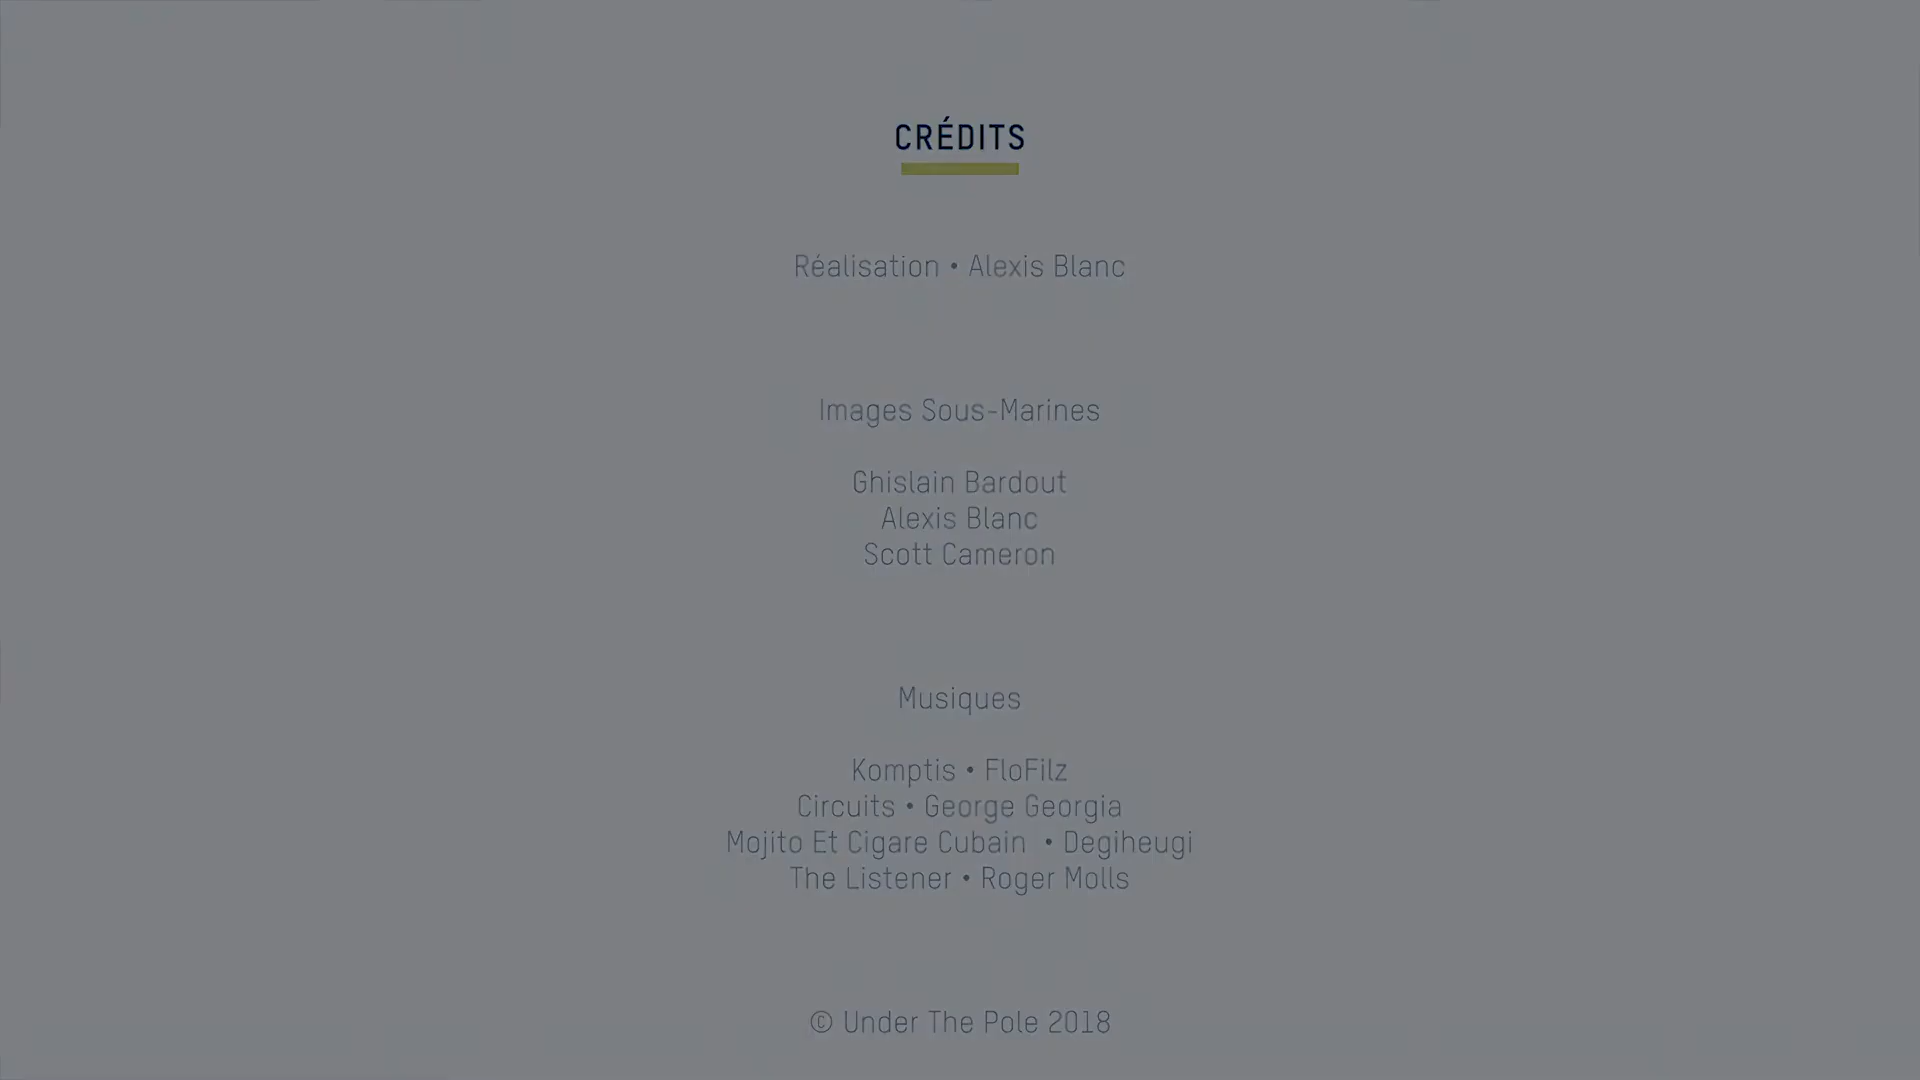 CRÉDITS
Réalisation • Alexis Blanc
Images Sous-Marines
Ghislain Bardout
Alexis Blanc
Scott Cameron
Musiques
Komptis • FloFilz
Circuits • George Georgia
Mojito Et Cigare Cubain • Degiheugi
The Listener • Roger Molls
© Under The Pole 2018